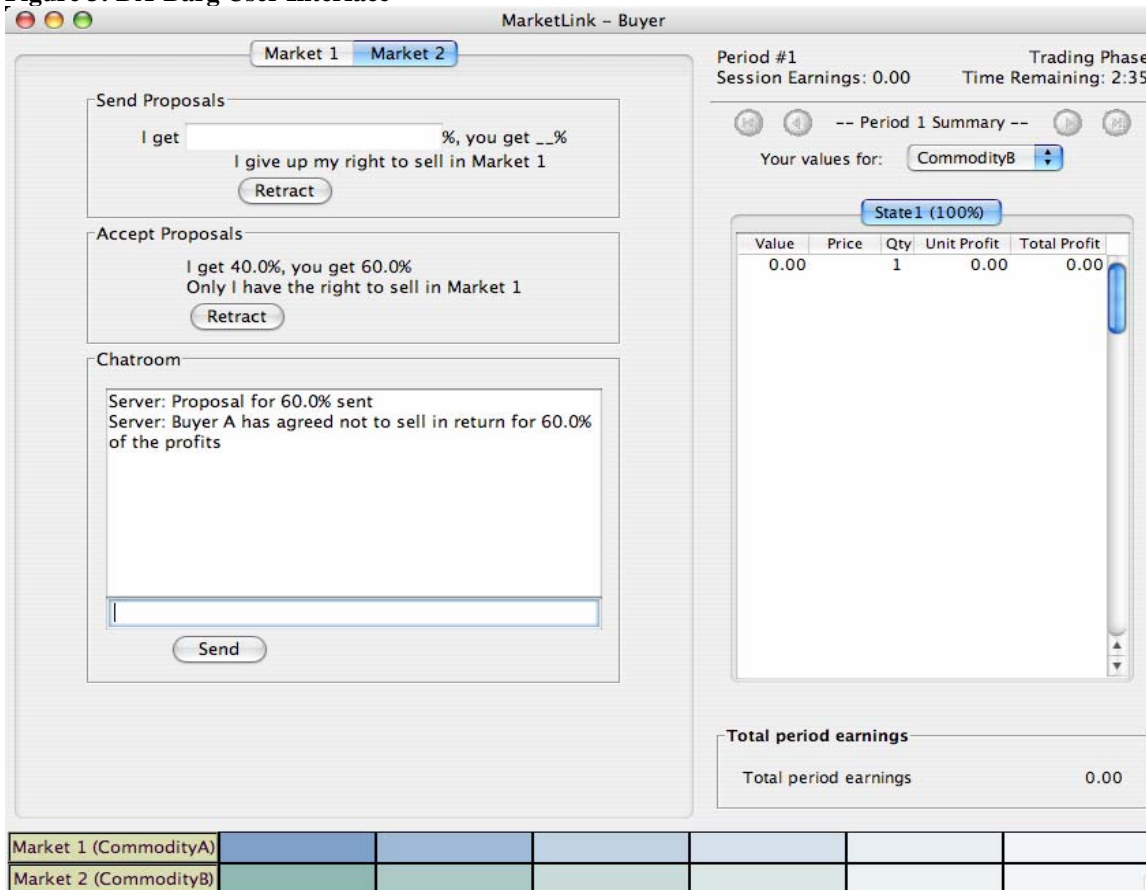 MarketLink – Buyer
Market 1 Market 2
Send Proposals
I get %, you get __%
I give up my right to sell in Market 1
Retract
Accept Proposals
I get 40.0%, you get 60.0%
Only I have the right to sell in Market 1
Retract
Chatroom
Server: Proposal for 60.0% sent
Server: Buyer A has agreed not to sell in return for 60.0%
of the profits
Send
Period #1 Trading Phase
Session Earnings: 0.00 Time Remaining: 2:35
-- Period 1 Summary --
Your values for: CommodityB
State1 (100%)
Value Price Qty Unit Profit Total Profit
0.00 1 0.00 0.00
Total period earnings
Total period earnings 0.00
Market 1 (CommodityA)
Market 2 (CommodityB)